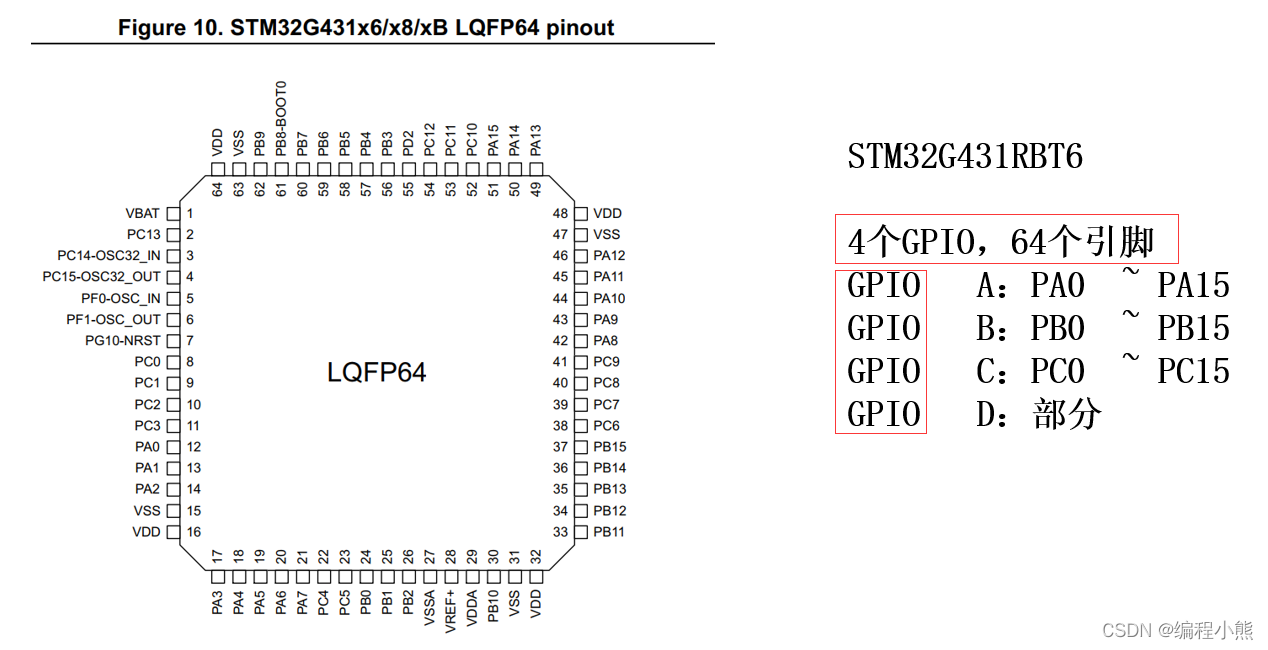 Figure 10. STM32G431x6/x8/xB LQFP64 pinout
VDD
VSS
PB9
PB8-BOOT0
PB7
PB6
PB5
PB4
PB3
PD2
PC12
PC11
PC10
PA15
PA14
PA13
64
63
62
61
60
59
58
57
56
55
54
53
52
51
50
49
VBAT 1
PC13 2
PC14-OSC32_IN 3
PC15-OSC32_OUT 4
PF0-OSC_IN 5
PF1-OSC_OUT 6
PG10-NRST 7
PC0 8
PC1 9
PC2 10
PC3 11
PA0 12
PA1 13
PA2 14
VSS 15
VDD 16
LQFP64
48 VDD
47 VSS
46 PA12
45 PA11
44 PA10
43 PA9
42 PA8
41 PC9
40 PC8
39 PC7
38 PC6
37 PB15
36 PB14
35 PB13
34 PB12
33 PB11
17
18
19
20
21
22
23
24
25
26
27
28
29
30
31
32
PA3
PA4
PA5
PA6
PA7
PC4
PC5
PB0
PB1
PB2
VSSA
VREF+
VDDA
PB10
VSS
VDD
STM32G431RBT6
4个GPIO，64个引脚
GPIO A：PA0 ~ PA15
GPIO B：PB0 ~ PB15
GPIO C：PC0 ~ PC15
GPIO D：部分
CSDN @编程小熊